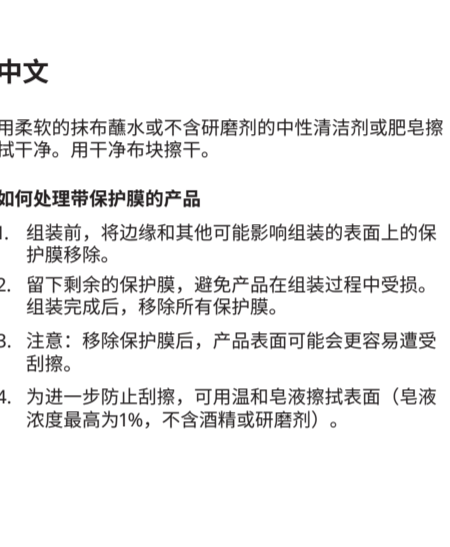 中文
用柔软的抹布蘸水或不含研磨剂的中性清洁剂或肥皂擦
拭干净。用干净布块擦干。
如何处理带保护膜的产品
1. 组装前，将边缘和其他可能影响组装的表面上的保
护膜移除。
2. 留下剩余的保护膜，避免产品在组装过程中受损。
组装完成后，移除所有保护膜。
3. 注意：移除保护膜后，产品表面可能会更容易遭受
刮擦。
4. 为进一步防止刮擦，可用温和皂液擦拭表面（皂液
浓度最高为1%，不含酒精或研磨剂）。